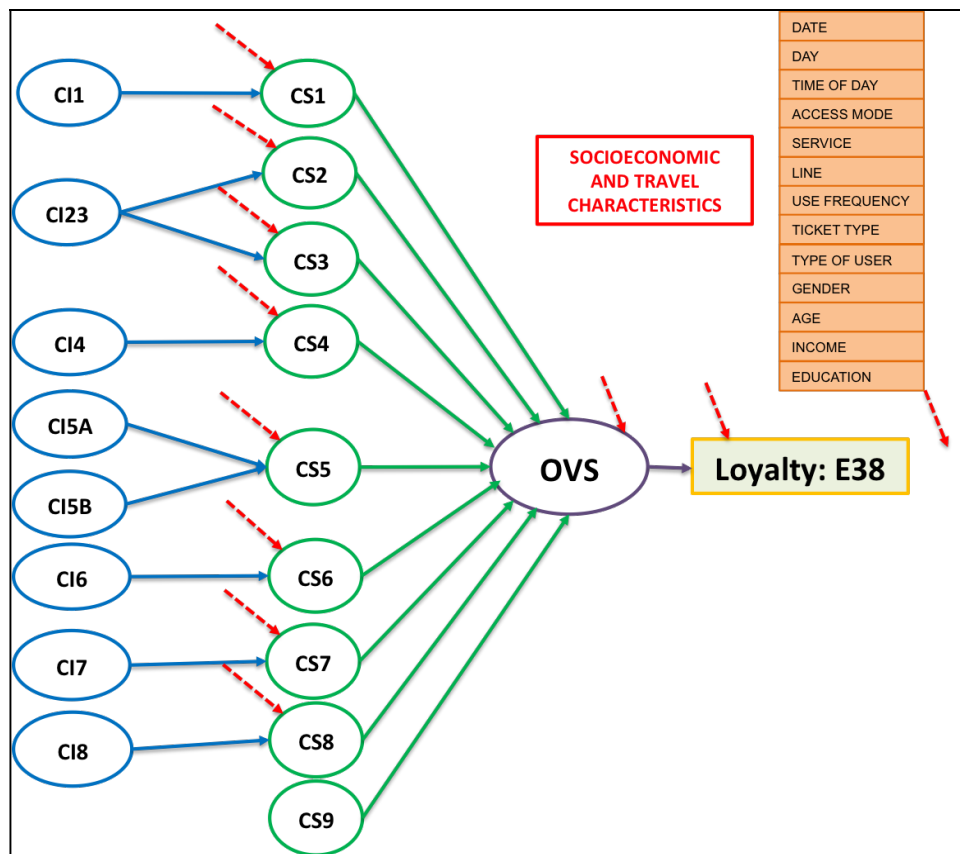 CI1
CI23
CI4
CI5A
CI5B
CI6
CI7
CI8
CS1
CS2
CS3
CS4
CS5
CS6
CS7
CS8
CS9
SOCIOECONOMIC
AND TRAVEL
CHARACTERISTICS
OVS
Loyalty: E38
DATE
DAY
TIME OF DAY
ACCESS MODE
SERVICE
LINE
USE FREQUENCY
TICKET TYPE
TYPE OF USER
GENDER
AGE
INCOME
EDUCATION